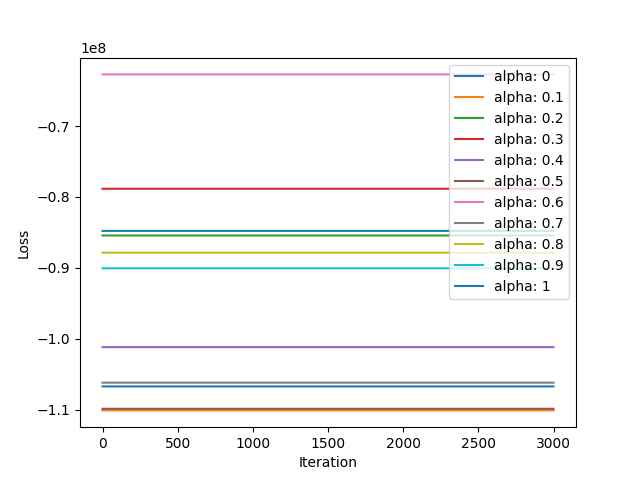 1e8
−0.7
−0.8
−0.9
−1.0
−1.1
Loss
0 500 1000 1500 2000 2500 3000
Iteration
alpha: 0
alpha: 0.1
alpha: 0.2
alpha: 0.3
alpha: 0.4
alpha: 0.5
alpha: 0.6
alpha: 0.7
alpha: 0.8
alpha: 0.9
alpha: 1